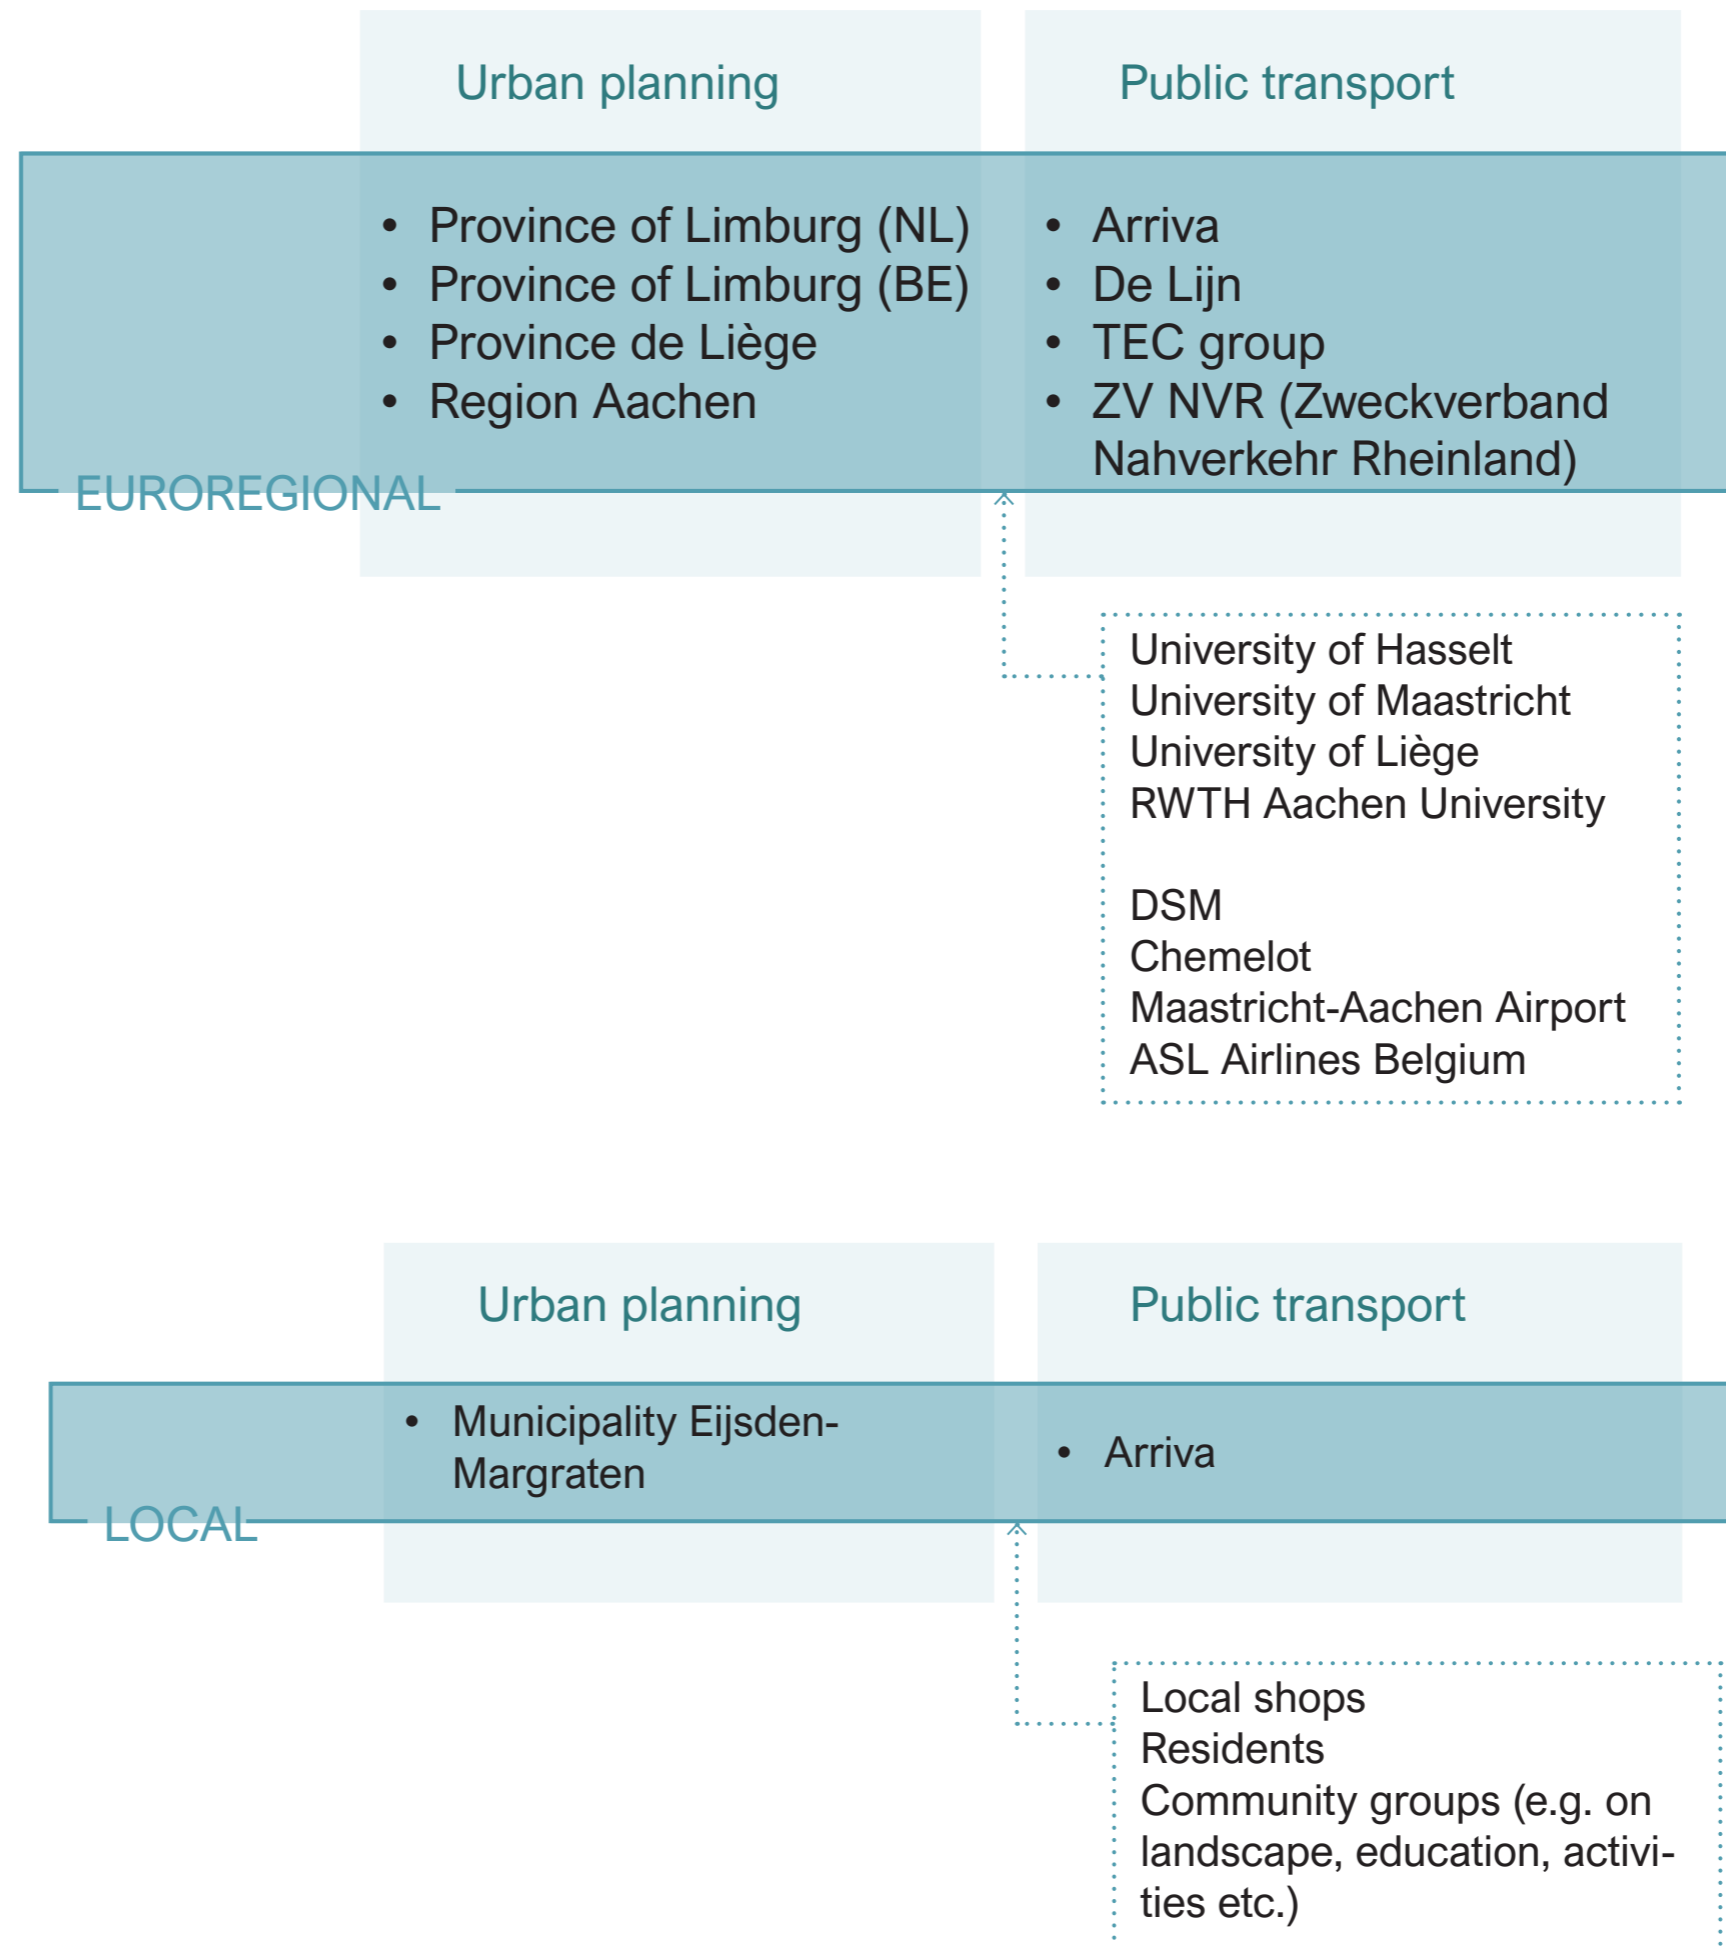 Urban planning
Public transport
• Province of Limburg (NL)
• Province of Limburg (BE)
• Province de Liège
• Region Aachen
• Arriva
• De Lijn
• TEC group
• ZV NVR (Zweckverband
Nahverkehr Rheinland)
EUROREGIONAL
University of Hasselt
University of Maastricht
University of Liège
RWTH Aachen University
DSM
Chemelot
Maastricht-Aachen Airport
ASL Airlines Belgium
Urban planning
Public transport
• Municipality Eijsden-
Margraten
• Arriva
LOCAL
Local shops
Residents
Community groups (e.g. on
landscape, education, activi-
ties etc.)